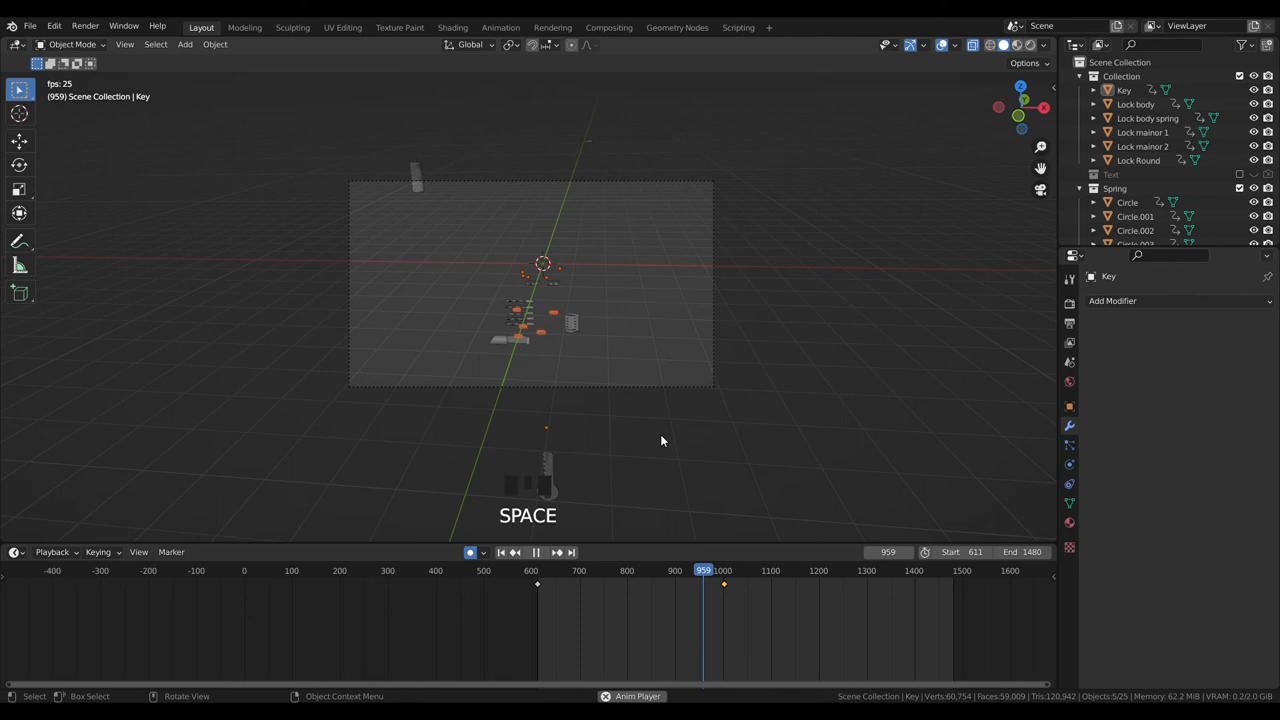 File Edit Render Window Help Layout Modeling Sculpting UV Editing Texture Paint Shading Animation Rendering Compositing Geometry Nodes Scripting + Scene ViewLayer
Object Mode View Select Add Object Global
Options
fps: 25
(959) Scene Collection | Key
Z
Y
X
SPACE
Scene Collection
Collection
Key
Lock body
Lock body spring
Lock mainor 1
Lock mainor 2
Lock Round
Text
Spring
Circle
Circle.001
Circle.002
Circle.003
Key
Add Modifier
Playback Keying View Marker 959 Start 611 End 1480
-400 -300 -200 -100 0 100 200 300 400 500 600 700 800 900 959 1000 1100 1200 1300 1400 1500 1600
Select Box Select Rotate View Object Context Menu Anim Player Scene Collection | Key | Verts:60,754 | Faces:59,009 | Tris:120,942 | Objects:5/25 | Memory: 62.2 MiB | VRAM: 0.2/2.0 GiB